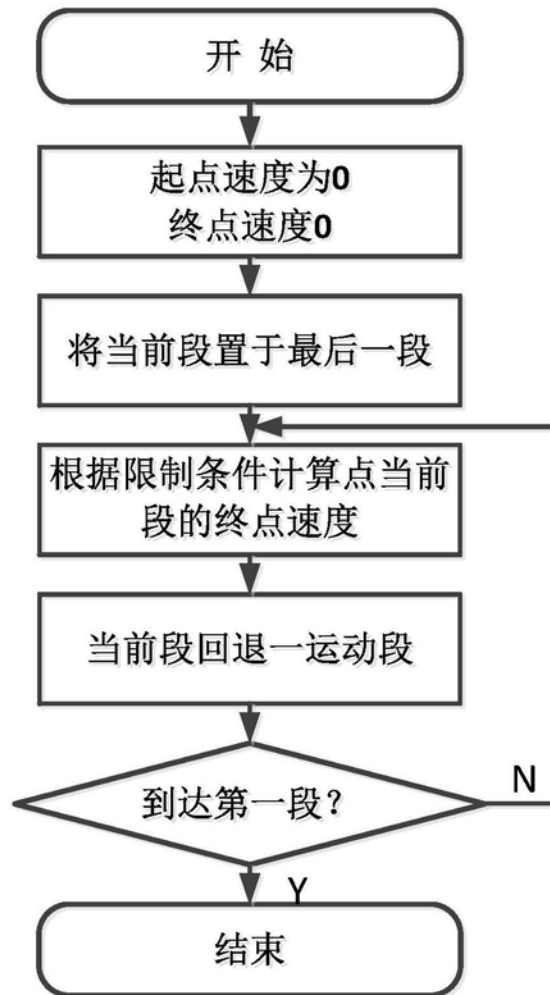 开 始
起点速度为0
终点速度0
将当前段置于最后一段
根据限制条件计算点当前
段的终点速度
当前段回退一运动段
到达第一段？
N
Y
结束